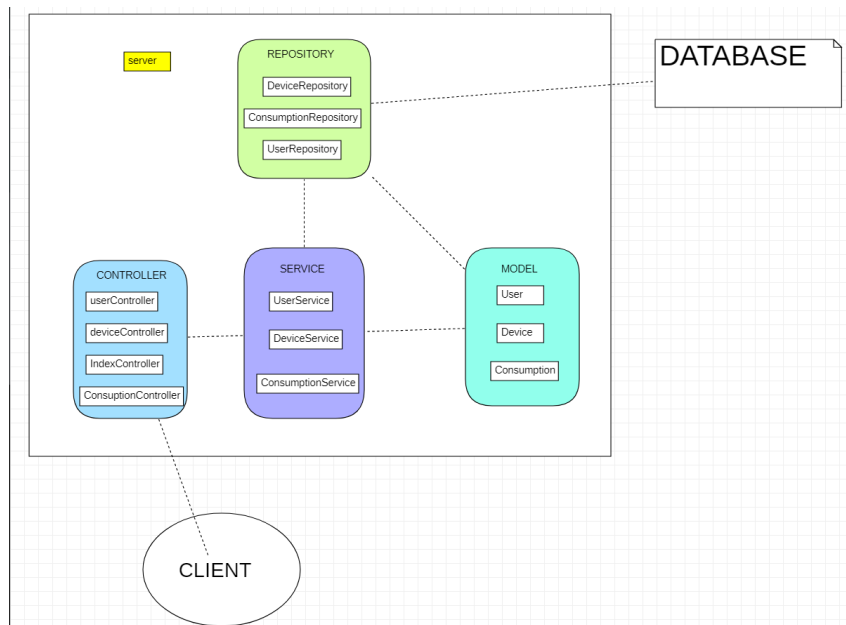 server
REPOSITORY
DeviceRepository
ConsumptionRepository
UserRepository
DATABASE
CONTROLLER
userController
deviceController
IndexController
ConsuptionController
SERVICE
UserService
DeviceService
ConsumptionService
MODEL
User
Device
Consumption
CLIENT